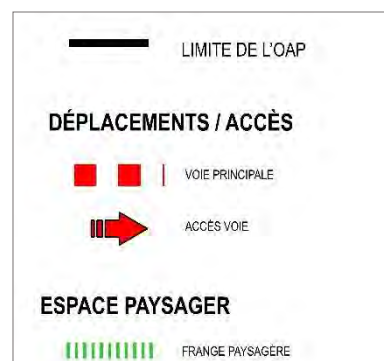 LIMITE DE L'OAP
DÉPLACEMENTS / ACCÈS
VOIE PRINCIPALE
ACCÈS VOIE
ESPACE PAYSAGER
FRANGE PAYSAGÈRE